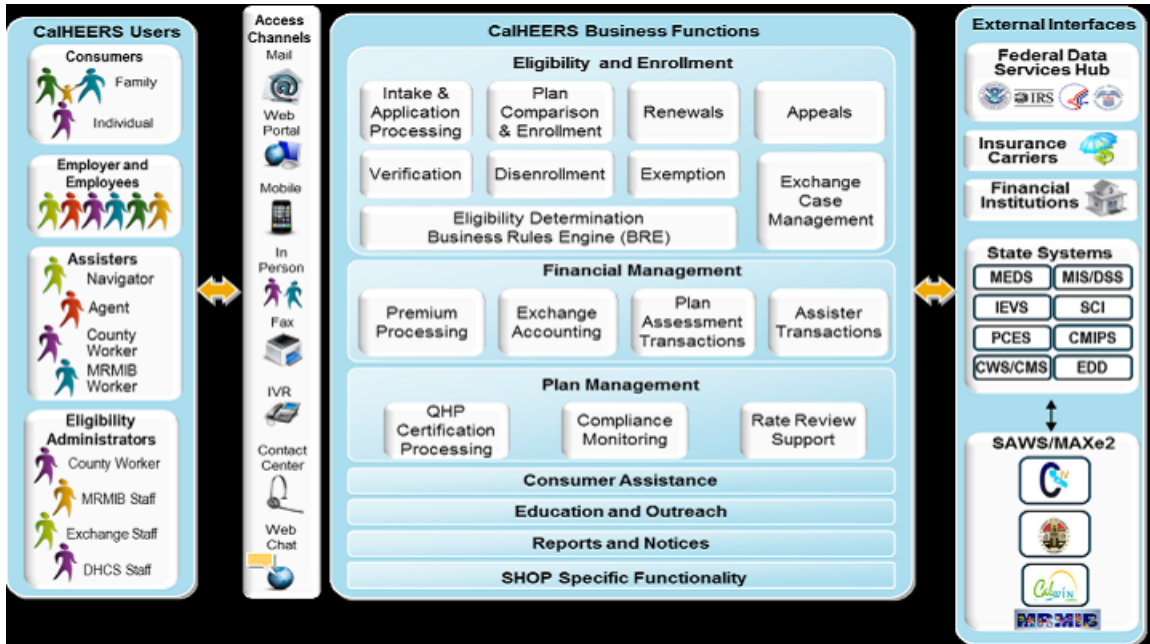 CalHEERS Users
Consumers
Family
Individual
Employer and
Employees
Assisters
Navigator
Agent
County
Worker
MRMIB
Worker
Eligibility
Administrators
County Worker
MRMIB Staff
Exchange Staff
DHCS Staff
Access
Channels
Mail
Web
Portal
Mobile
In
Person
Fax
IVR
Contact
Center
Web
Chat
CalHEERS Business Functions
Eligibility and Enrollment
Intake &
Application
Processing
Plan
Comparison
& Enrollment
Renewals
Appeals
Verification
Disenrollment
Exemption
Exchange
Case
Management
Eligibility Determination
Business Rules Engine (BRE)
Financial Management
Premium
Processing
Exchange
Accounting
Plan
Assessment
Transactions
Assister
Transactions
Plan Management
QHP
Certification
Processing
Compliance
Monitoring
Rate Review
Support
Consumer Assistance
Education and Outreach
Reports and Notices
SHOP Specific Functionality
External Interfaces
Federal Data
Services Hub
IRS
Insurance
Carriers
Financial
Institutions
State Systems
MEDS
MIS/DSS
IEVS
SCI
PCES
CMIPS
CWS/CMS
EDD
SAWS/MAXe2
C IV
CalWIN
MRMIB